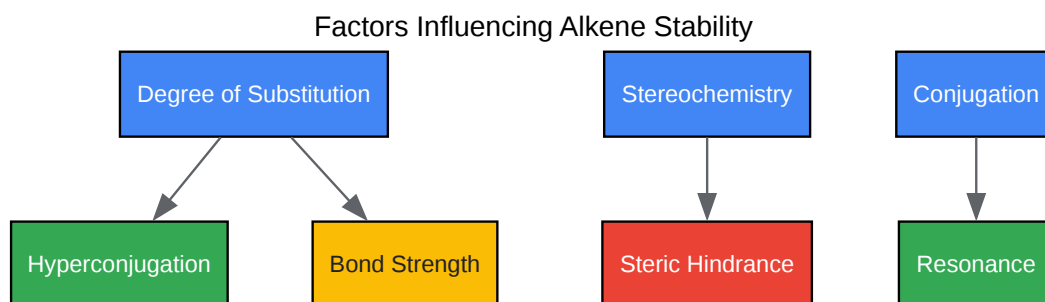 Factors Influencing Alkene Stability
Degree of Substitution
Stereochemistry
Conjugation
Hyperconjugation
Bond Strength
Steric Hindrance
Resonance